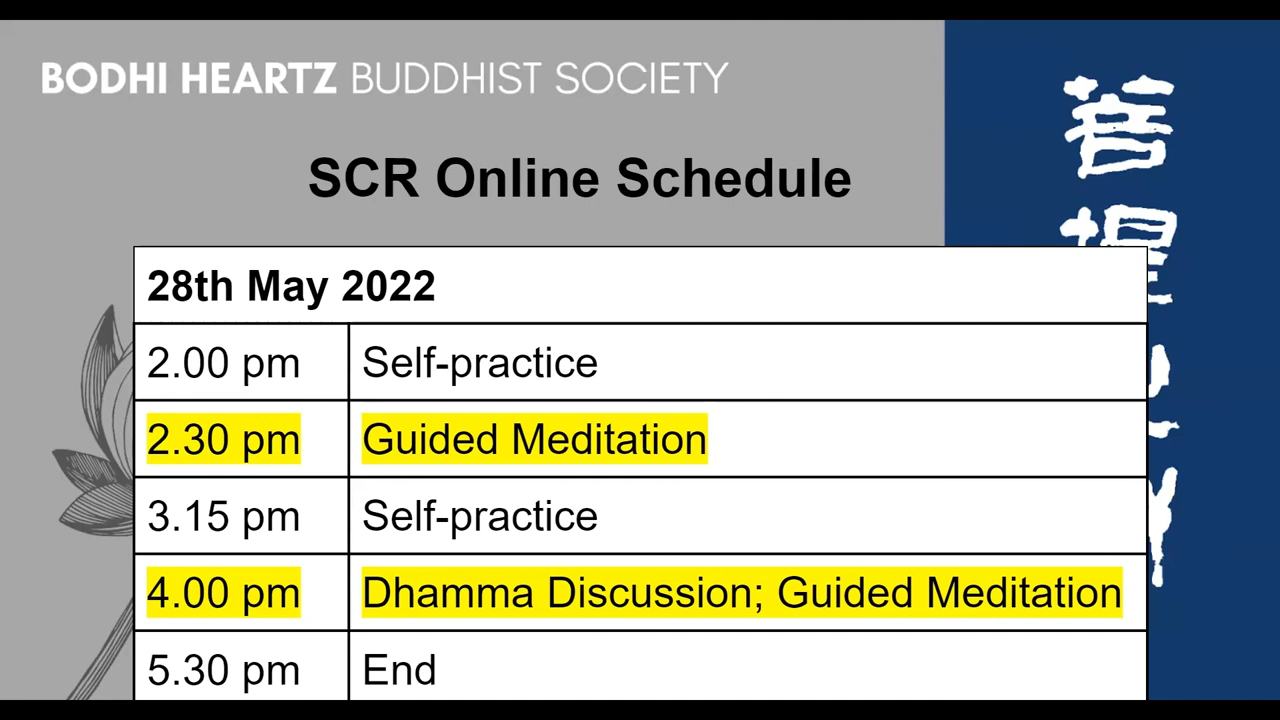 BODHI HEARTZ BUDDHIST SOCIETY
SCR Online Schedule
28th May 2022
2.00 pm Self-practice
2.30 pm Guided Meditation
3.15 pm Self-practice
4.00 pm Dhamma Discussion; Guided Meditation
5.30 pm End
菩
提